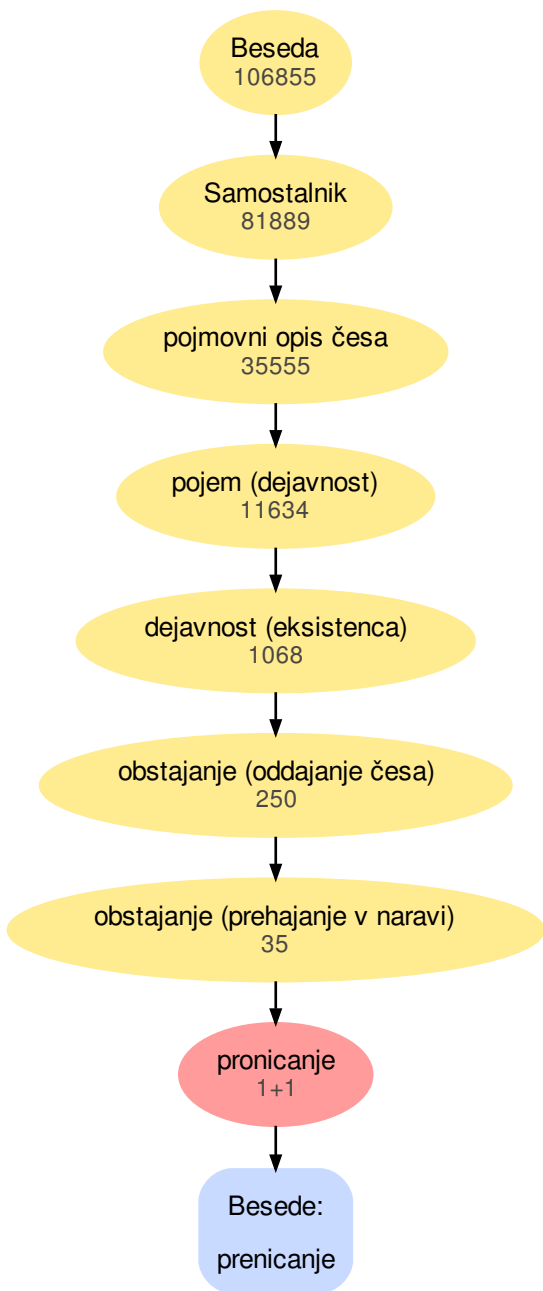 Beseda
106855
Samostalnik
81889
pojmovni opis česa
35555
pojem (dejavnost)
11634
dejavnost (eksistenca)
1068
obstajanje (oddajanje česa)
250
obstajanje (prehajanje v naravi)
35
pronicanje
1+1
Besede:
prenicanje